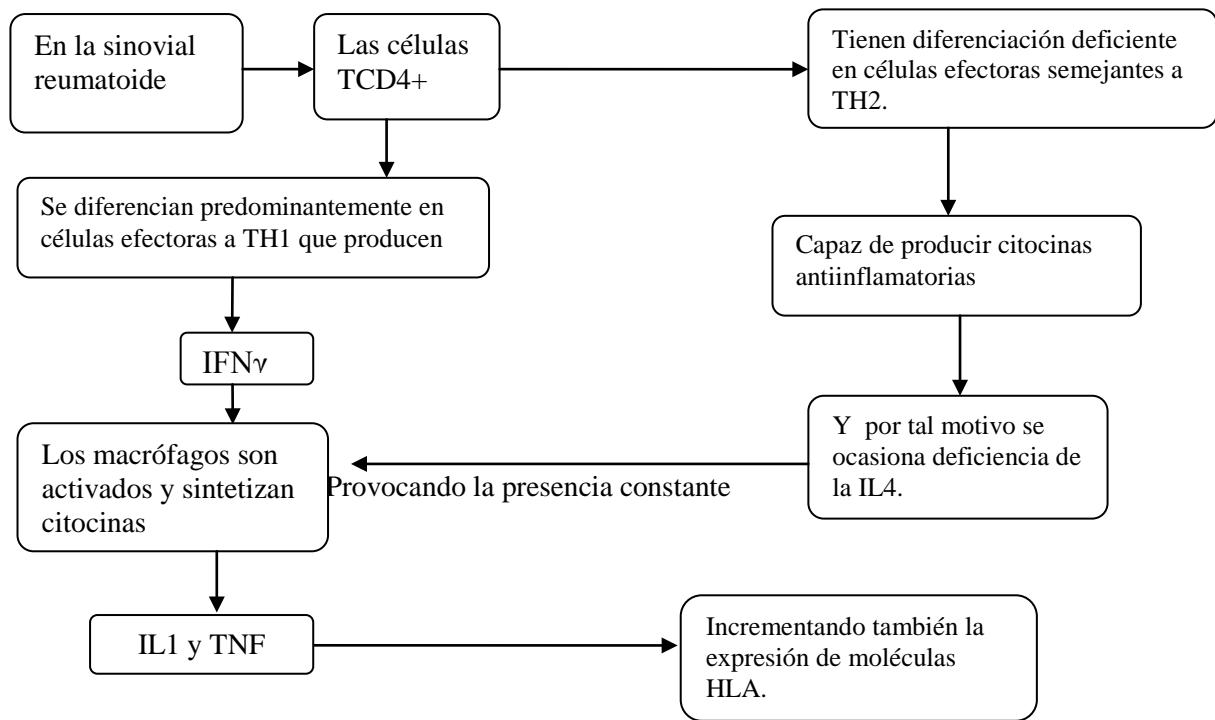 En la sinovial
reumatoide
Las células
TCD4+
Tienen diferenciación deficiente
en células efectoras semejantes a
TH2.
Se diferencian predominantemente en
células efectoras a TH1 que producen
Capaz de producir citocinas
antiinflamatorias
IFNγ
Los macrófagos son
activados y sintetizan
citocinas
Provocando la presencia constante
Y  por tal motivo se
ocasiona deficiencia de
la IL4.
IL1 y TNF
Incrementando también la
expresión de moléculas
HLA.